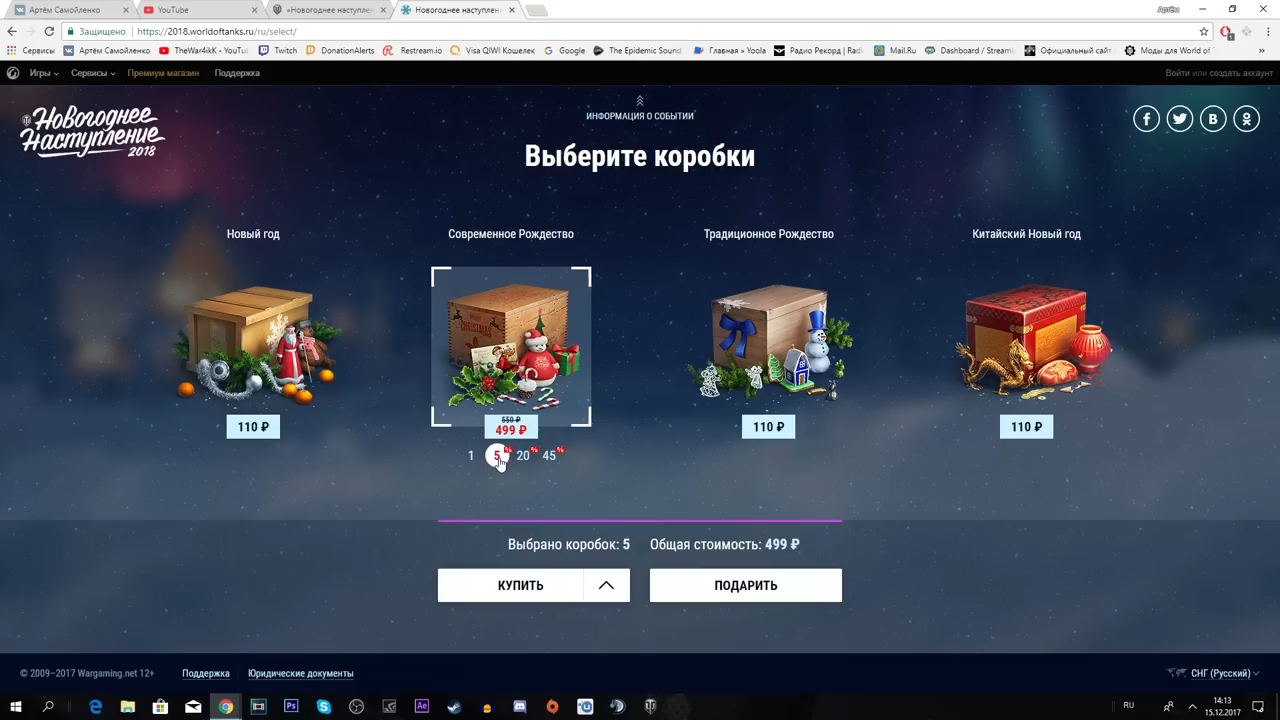 Артём Самойленко
YouTube
«Новогоднее наступлен
Новогоднее наступлен
Артём
Защищено
https://2018.worldoftanks.ru/ru/select/
Сервисы
Артём Самойленко
TheWar4ikK - YouTu
Twitch
DonationAlerts
Restream.io
Visa QIWI Кошелек
Google
The Epidemic Sound
Главная » Yoola
Радио Рекорд | Radi
Mail.Ru
Dashboard / Streaml
Официальный сайт
Моды для World of
Игры
Сервисы
Премиум магазин
Поддержка
Войти или создать аккаунт
Новогоднее
Наступление
2018
ИНФОРМАЦИЯ О СОБЫТИИ
Выберите коробки
Новый год
Современное Рождество
Традиционное Рождество
Китайский Новый год
110 ₽
550 ₽
499 ₽
110 ₽
110 ₽
1
5
20
45
Выбрано коробок: 5
Общая стоимость: 499 ₽
КУПИТЬ
ПОДАРИТЬ
© 2009–2017 Wargaming.net 12+
Поддержка
Юридические документы
СНГ (Русский)
RU
14:13
15.12.2017